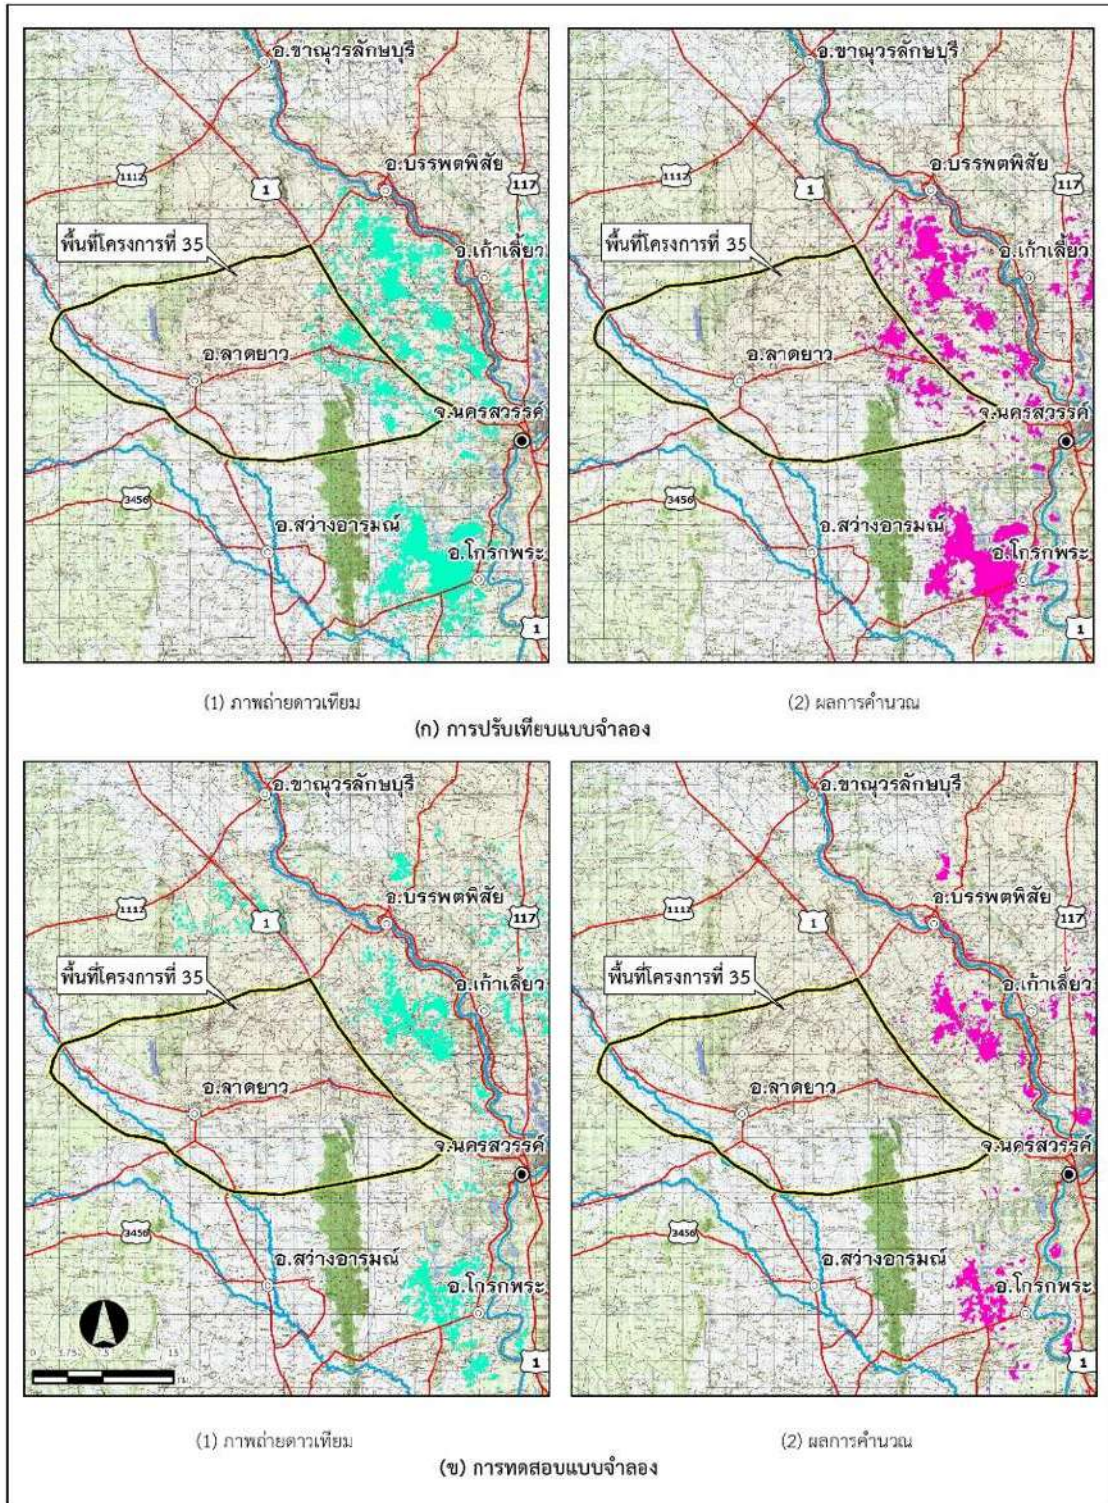 อ.ขาณุวรลักษบุรี
อ.บรรพตพิสัย
1117
1
117
พื้นที่โครงการที่ 35
อ.เก้าเลี้ยว
อ.ลาดยาว
จ.นครสวรรค์
3456
อ.สว่างอารมณ์
อ.โกรกพระ
1
อ.ขาณุวรลักษบุรี
อ.บรรพตพิสัย
1117
1
117
พื้นที่โครงการที่ 35
อ.เก้าเลี้ยว
อ.ลาดยาว
จ.นครสวรรค์
3456
อ.สว่างอารมณ์
อ.โกรกพระ
1
(1) ภาพถ่ายดาวเทียม
(2) ผลการคำนวณ
(ก) การปรับเทียบแบบจำลอง
อ.ขาณุวรลักษบุรี
อ.บรรพตพิสัย
1117
1
117
พื้นที่โครงการที่ 35
อ.เก้าเลี้ยว
อ.ลาดยาว
จ.นครสวรรค์
3456
อ.สว่างอารมณ์
อ.โกรกพระ
0 3.75 7.5 15
1
อ.ขาณุวรลักษบุรี
อ.บรรพตพิสัย
1117
1
117
พื้นที่โครงการที่ 35
อ.เก้าเลี้ยว
อ.ลาดยาว
จ.นครสวรรค์
3456
อ.สว่างอารมณ์
อ.โกรกพระ
1
(1) ภาพถ่ายดาวเทียม
(2) ผลการคำนวณ
(ข) การทดสอบแบบจำลอง